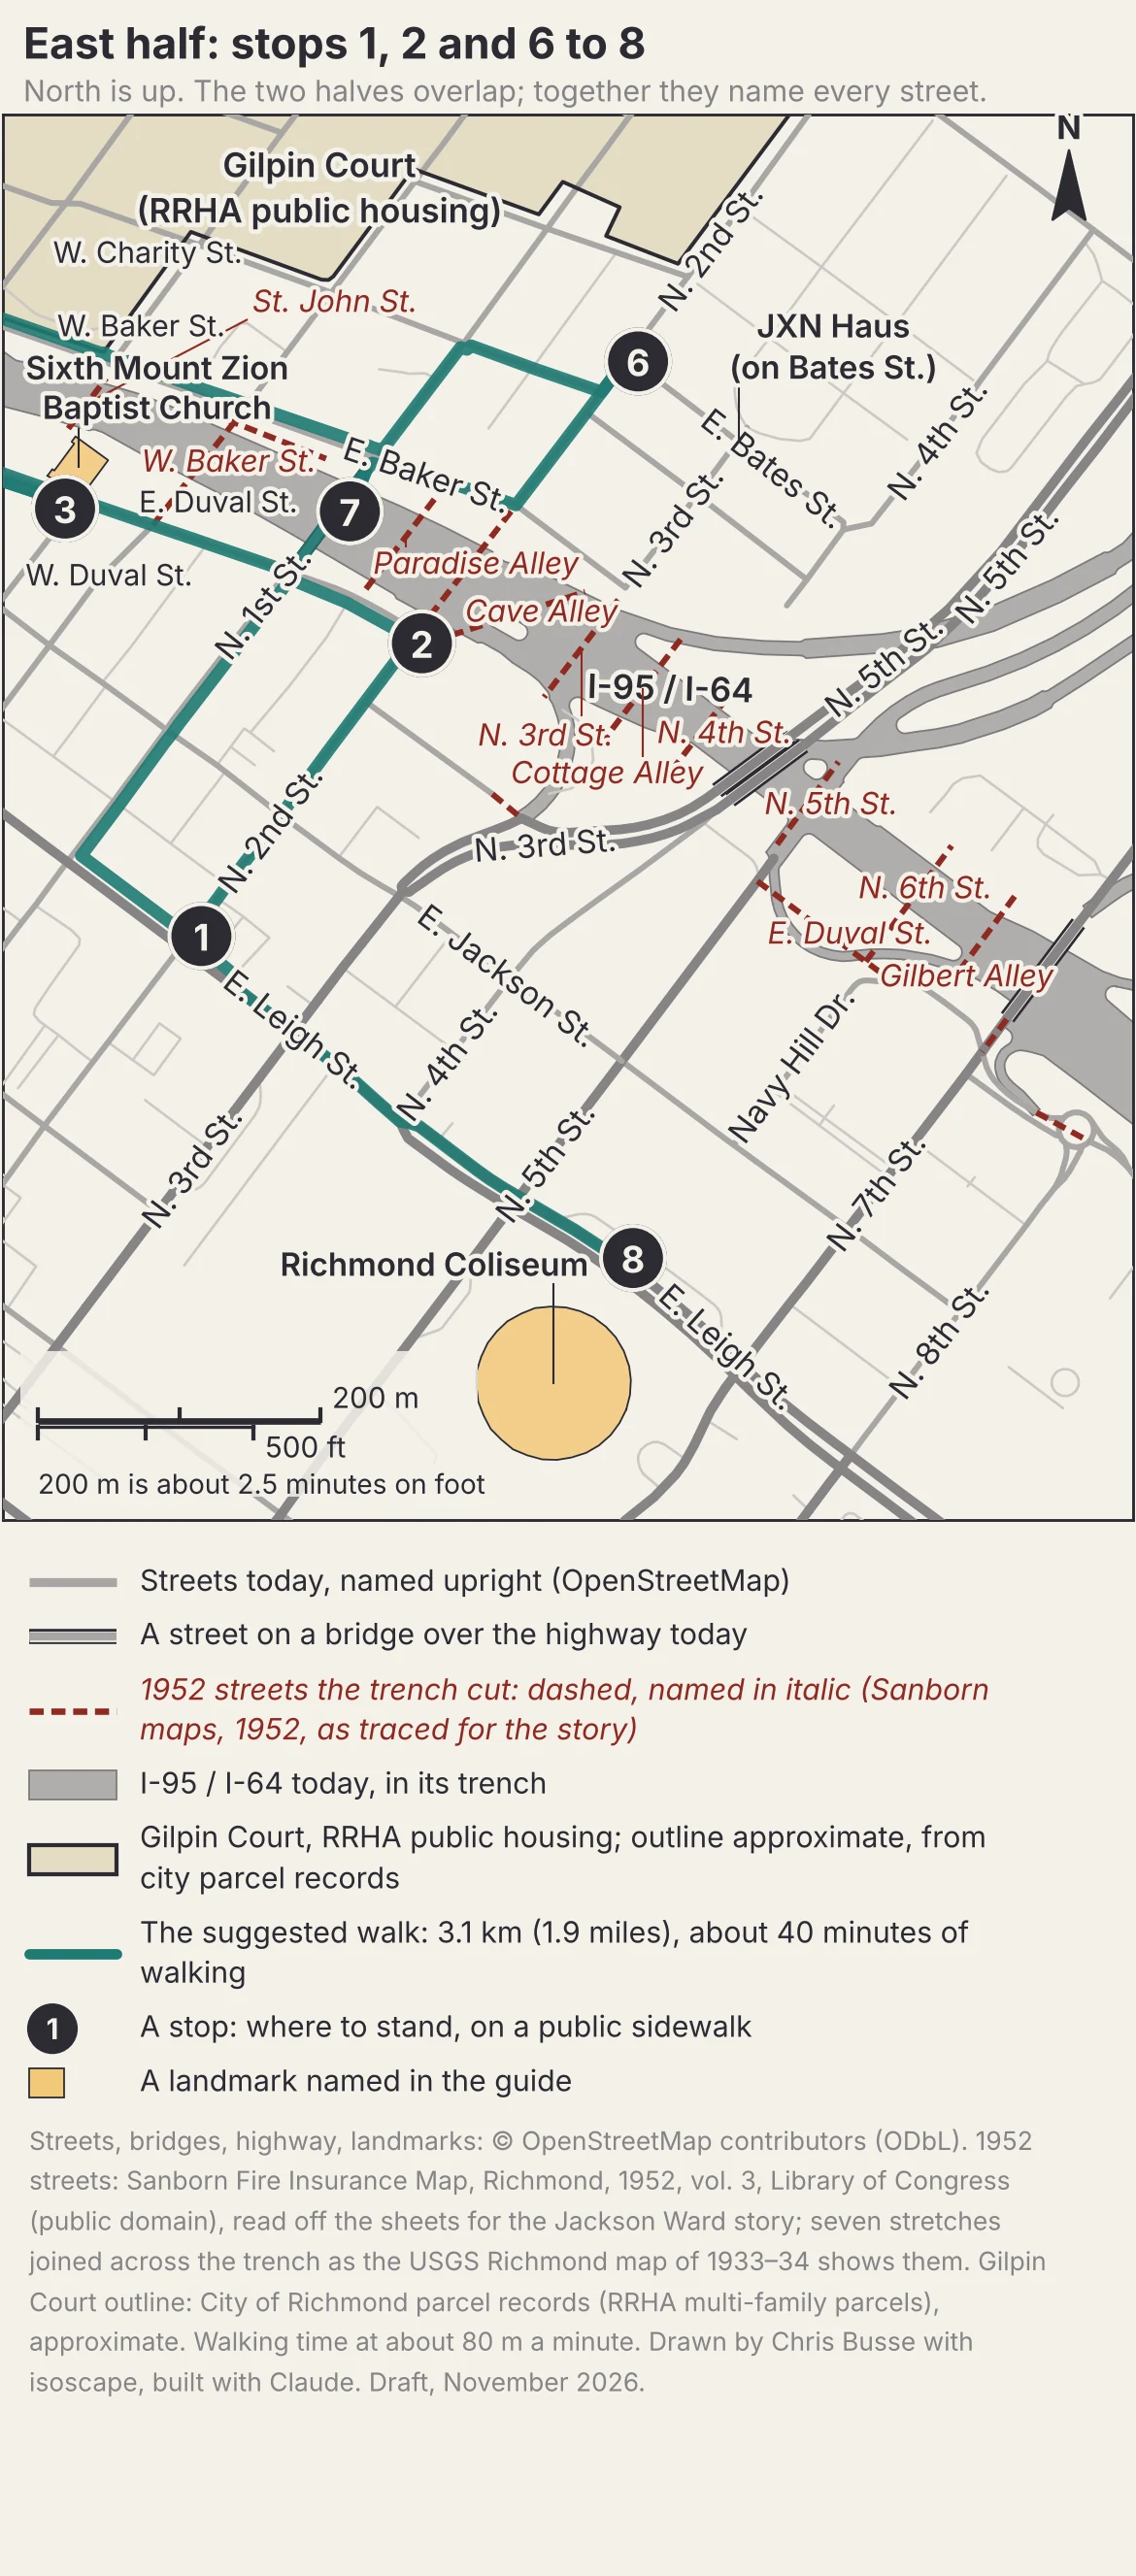 East half: stops 1, 2 and 6 to 8
North is up. The two halves overlap; together they name every street.
N
Gilpin Court
(RRHA public housing)
N. 2nd St.
W. Charity St.
St. John St.
W. Baker St.
JXN Haus
(on Bates St.)
6
Sixth Mount Zion
Baptist Church
E. Bates St.
N. 4th St.
W. Baker St.
E. Baker St.
E. Duval St.
3
7
N. 3rd St.
N. 5th St.
Paradise Alley
W. Duval St.
N. 1st St.
Cave Alley
2
N. 5th St.
I-95 / I-64
N. 3rd St.
N. 4th St.
Cottage Alley
N. 5th St.
N. 2nd St.
N. 3rd St.
N. 6th St.
1
E. Duval St.
E. Jackson St.
Gilbert Alley
E. Leigh St.
N. 4th St.
Navy Hill Dr.
N. 3rd St.
N. 5th St.
N. 7th St.
Richmond Coliseum
8
E. Leigh St.
N. 8th St.
200 m
500 ft
200 m is about 2.5 minutes on foot
Streets today, named upright (OpenStreetMap)
A street on a bridge over the highway today
1952 streets the trench cut: dashed, named in italic (Sanborn
maps, 1952, as traced for the story)
I-95 / I-64 today, in its trench
Gilpin Court, RRHA public housing; outline approximate, from
city parcel records
The suggested walk: 3.1 km (1.9 miles), about 40 minutes of
walking
1
A stop: where to stand, on a public sidewalk
A landmark named in the guide
Streets, bridges, highway, landmarks: © OpenStreetMap contributors (ODbL). 1952
streets: Sanborn Fire Insurance Map, Richmond, 1952, vol. 3, Library of Congress
(public domain), read off the sheets for the Jackson Ward story; seven stretches
joined across the trench as the USGS Richmond map of 1933–34 shows them. Gilpin
Court outline: City of Richmond parcel records (RRHA multi-family parcels),
approximate. Walking time at about 80 m a minute. Drawn by Chris Busse with
isoscape, built with Claude. Draft, November 2026.